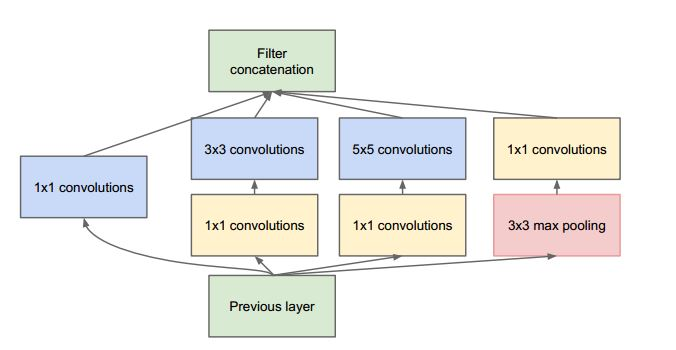 Filter
concatenation
3x3 convolutions
5x5 convolutions
1x1 convolutions
1x1 convolutions
1x1 convolutions
1x1 convolutions
3x3 max pooling
Previous layer